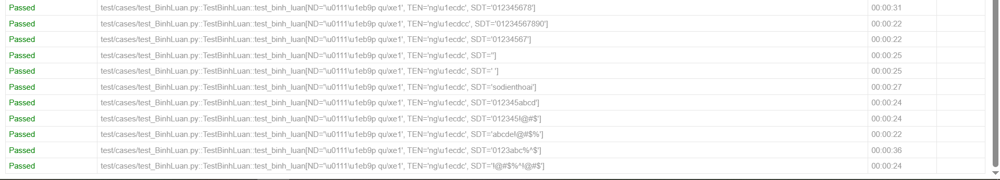 Passed test/cases/test_BinhLuan.py::TestBinhLuan::test_binh_luan[ND='\u0111\u1eb9p qu\xe1', TEN='ng\u1ecdc', SDT='012345678'] 00:00:31
Passed test/cases/test_BinhLuan.py::TestBinhLuan::test_binh_luan[ND='\u0111\u1eb9p qu\xe1', TEN='ng\u1ecdcc', SDT='01234567890'] 00:00:22
Passed test/cases/test_BinhLuan.py::TestBinhLuan::test_binh_luan[ND='\u0111\u1eb9p qu\xe1', TEN='ng\u1ecdc', SDT='01234567'] 00:00:22
Passed test/cases/test_BinhLuan.py::TestBinhLuan::test_binh_luan[ND='\u0111\u1eb9p qu\xe1', TEN='ng\u1ecdc', SDT=''] 00:00:25
Passed test/cases/test_BinhLuan.py::TestBinhLuan::test_binh_luan[ND='\u0111\u1eb9p qu\xe1', TEN='ng\u1ecdc', SDT=' '] 00:00:25
Passed test/cases/test_BinhLuan.py::TestBinhLuan::test_binh_luan[ND='\u0111\u1eb9p qu\xe1', TEN='ng\u1ecdc', SDT='sodienthoai'] 00:00:27
Passed test/cases/test_BinhLuan.py::TestBinhLuan::test_binh_luan[ND='\u0111\u1eb9p qu\xe1', TEN='ng\u1ecdc', SDT='012345abcd'] 00:00:24
Passed test/cases/test_BinhLuan.py::TestBinhLuan::test_binh_luan[ND='\u0111\u1eb9p qu\xe1', TEN='ng\u1ecdc', SDT='012345!@#$'] 00:00:24
Passed test/cases/test_BinhLuan.py::TestBinhLuan::test_binh_luan[ND='\u0111\u1eb9p qu\xe1', TEN='ng\u1ecdc', SDT='abcde!@#$%'] 00:00:22
Passed test/cases/test_BinhLuan.py::TestBinhLuan::test_binh_luan[ND='\u0111\u1eb9p qu\xe1', TEN='ng\u1ecdc', SDT='0123abc%^$'] 00:00:36
Passed test/cases/test_BinhLuan.py::TestBinhLuan::test_binh_luan[ND='\u0111\u1eb9p qu\xe1', TEN='ng\u1ecdc', SDT='!@#$%^!@#$'] 00:00:24